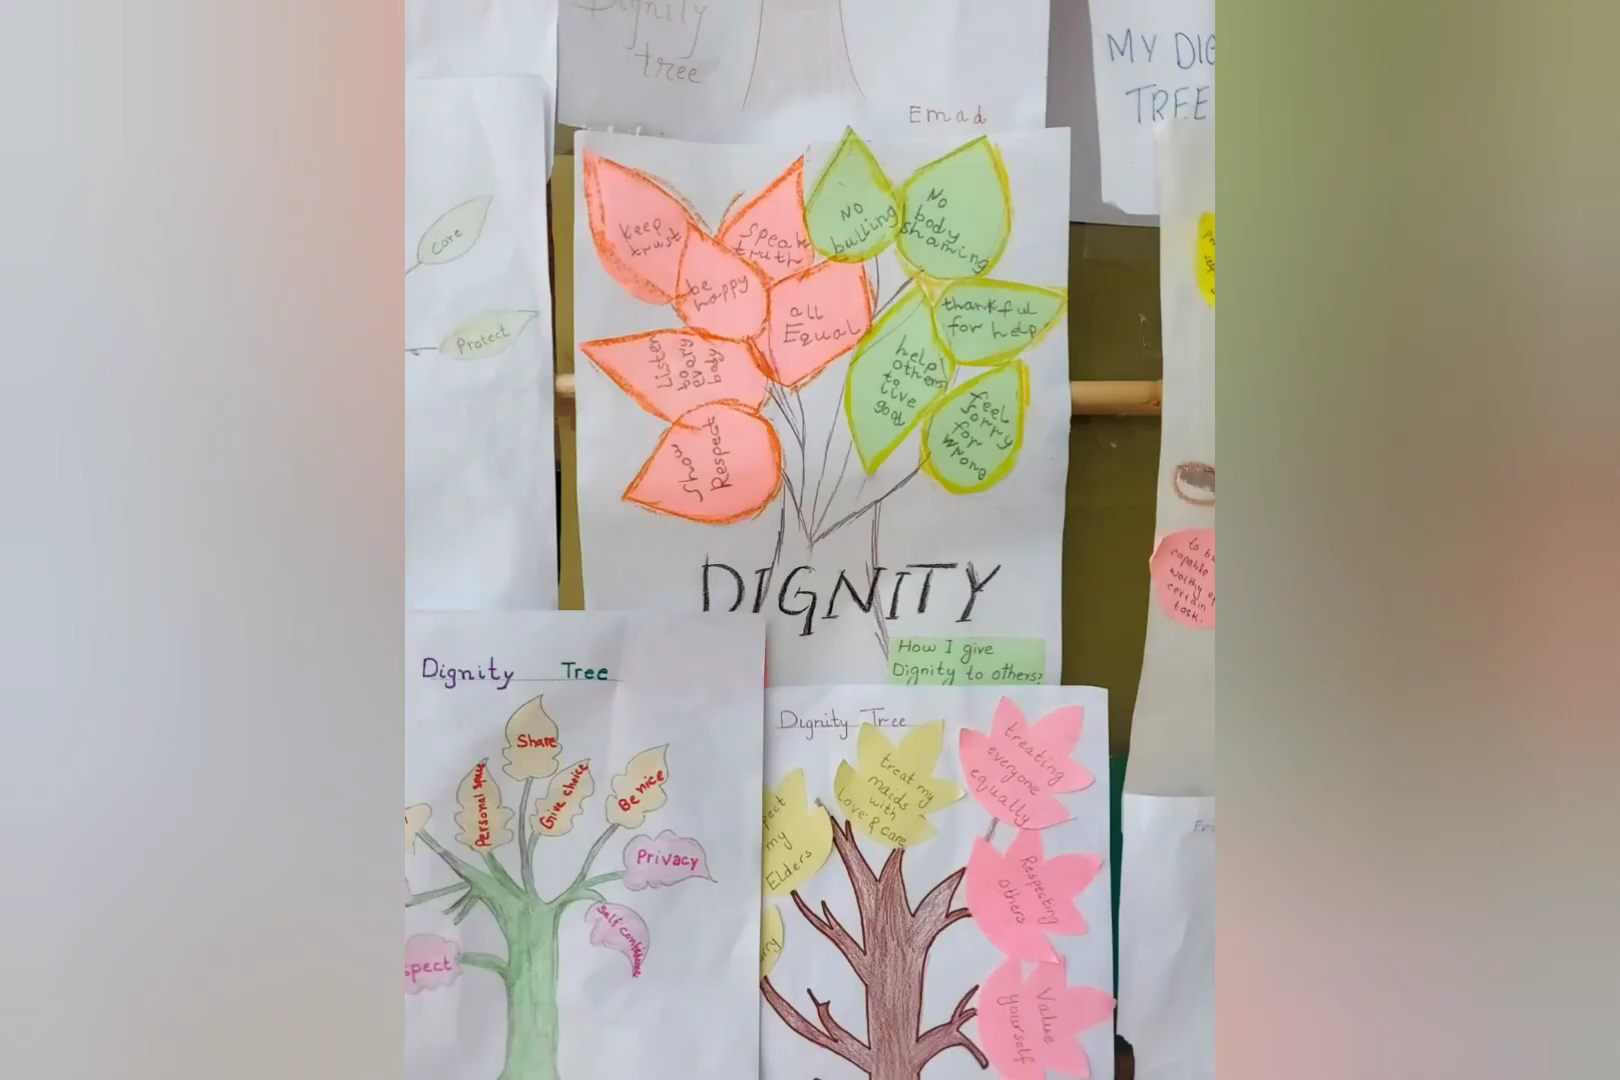 Dignity
tree
MY DIG
TREE
Emad
Care
Protect
keep
trust
speak
truth
be
happy
all
Equal
Listen
to
evary
body
show
Respect
No
bulling
No
body
shaming
thankful
for help
help
others
to
live
good
feel
sorry
for
wrong
DIGNITY
How I give
Dignity to others?
to b
capable o
worthy of
certain
task.
Dignity Tree
Share
Personal space
Give choice
Be nice
Privacy
self confidence
spect
Dignity Tree
treat my
maids
with
Love & care
pect
my
Elders
rry
treating
everyone
equally
Respecting
others
Value
yourself